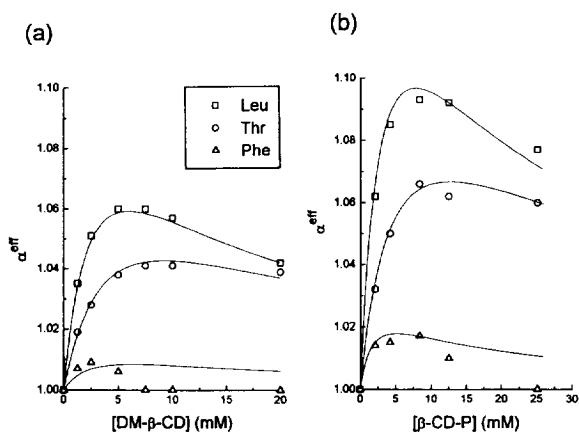 (a)
(b)
1.10
1.08
1.06
1.04
1.02
1.00
α^eff
0
5
10
15
20
[DM-β-CD] (mM)
□ Leu
○ Thr
△ Phe
1.10
1.08
1.06
1.04
1.02
1.00
α^eff
0
5
10
15
20
25
30
[β-CD-P] (mM)